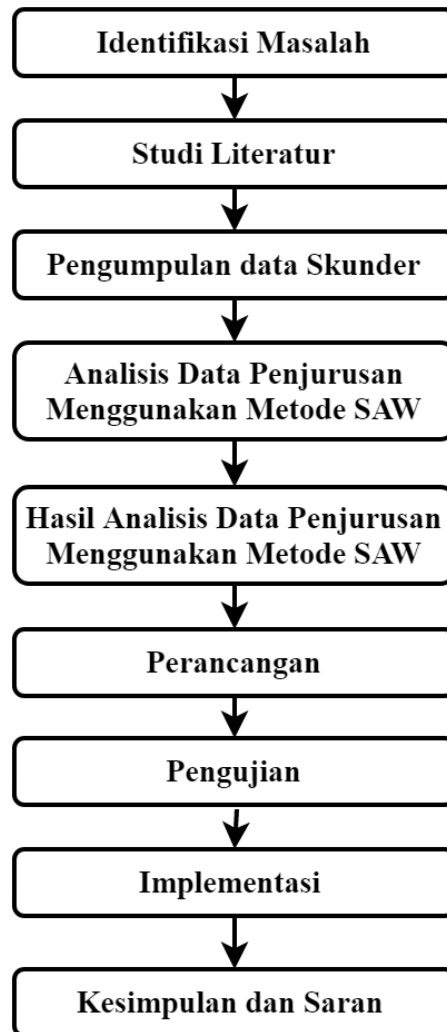 Identifikasi Masalah
Studi Literatur
Pengumpulan data Skunder
Analisis Data Penjurusan
Menggunakan Metode SAW
Hasil Analisis Data Penjurusan
Menggunakan Metode SAW
Perancangan
Pengujian
Implementasi
Kesimpulan dan Saran